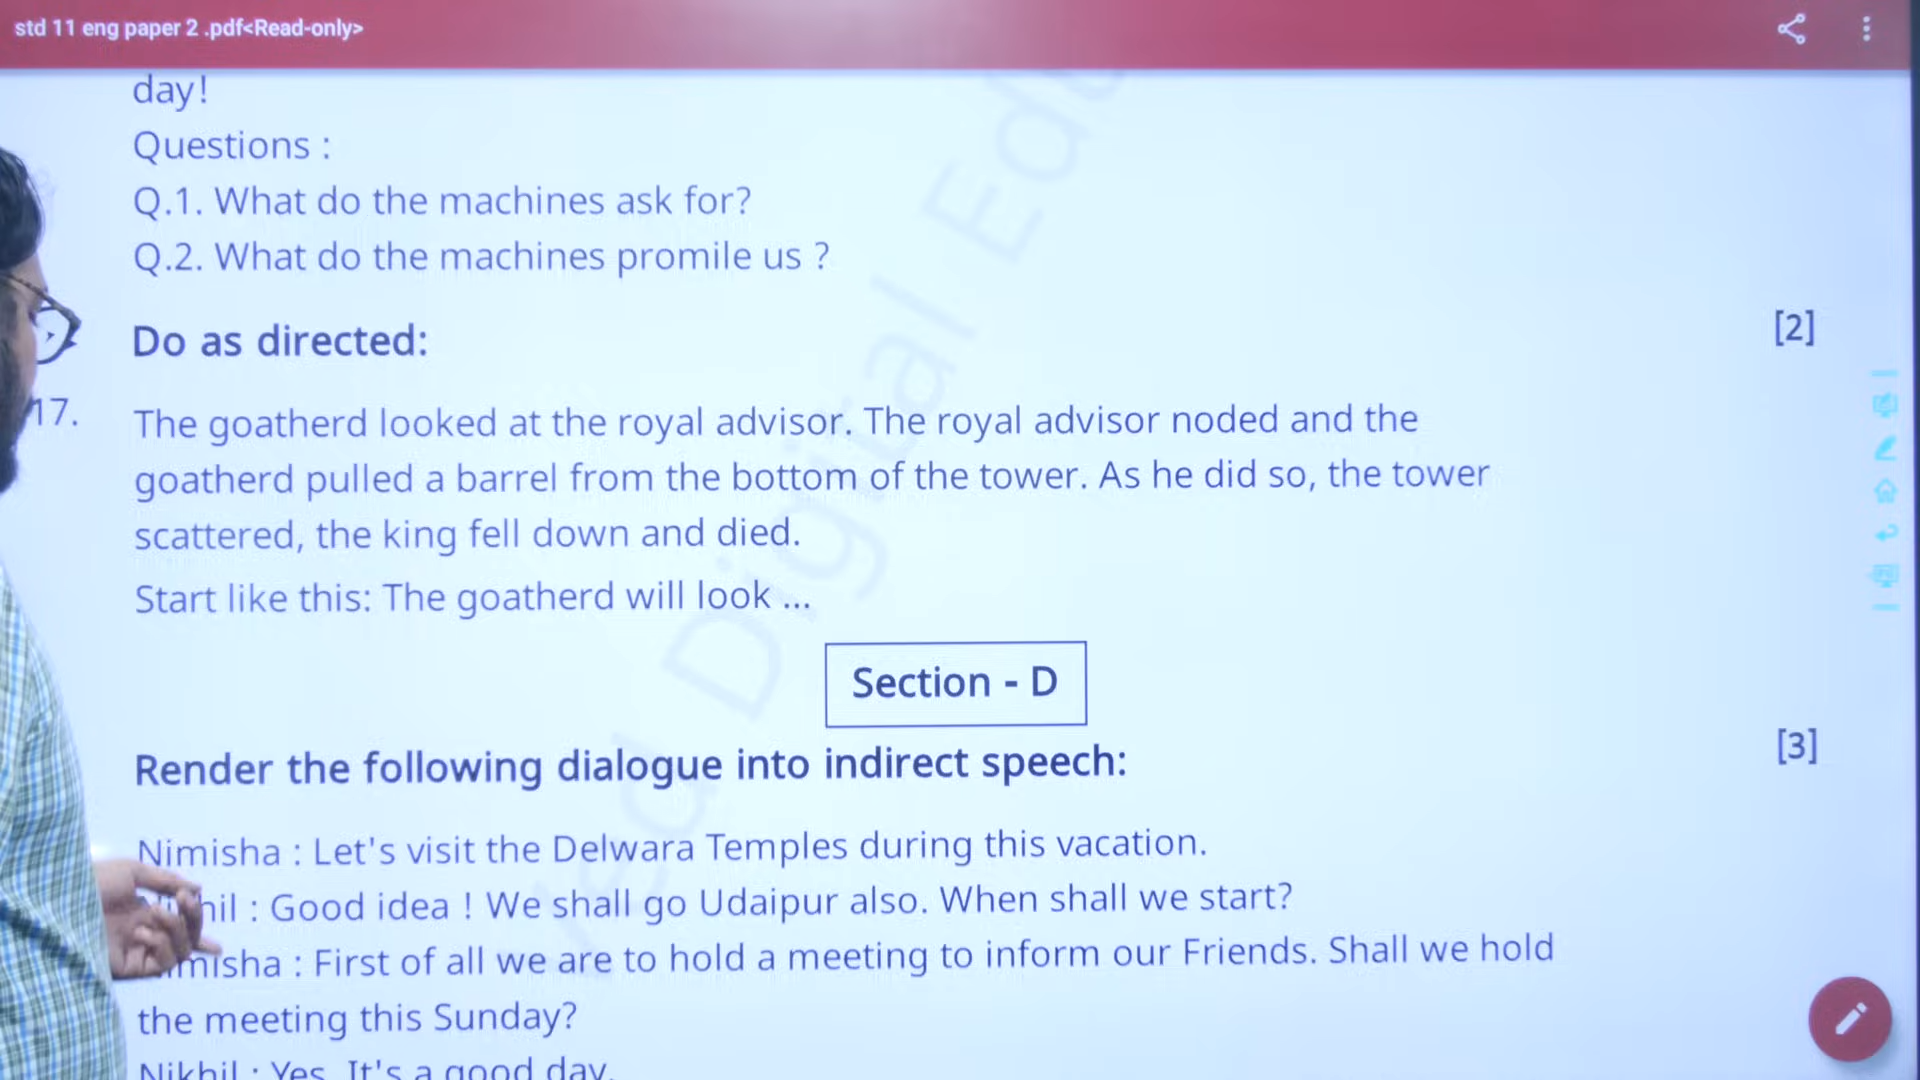 std 11 eng paper 2 .pdf<Read-only>
day!
Questions :
Q.1. What do the machines ask for?
Q.2. What do the machines promile us ?
Do as directed:
[2]
17.
The goatherd looked at the royal advisor. The royal advisor noded and the
goatherd pulled a barrel from the bottom of the tower. As he did so, the tower
scattered, the king fell down and died.
Start like this: The goatherd will look ...
Section - D
Render the following dialogue into indirect speech:
[3]
Nimisha : Let's visit the Delwara Temples during this vacation.
: Good idea ! We shall go Udaipur also. When shall we start?
: First of all we are to hold a meeting to inform our Friends. Shall we hold
the meeting this Sunday?
Nikhil : Yes. It's a good day.
Digital